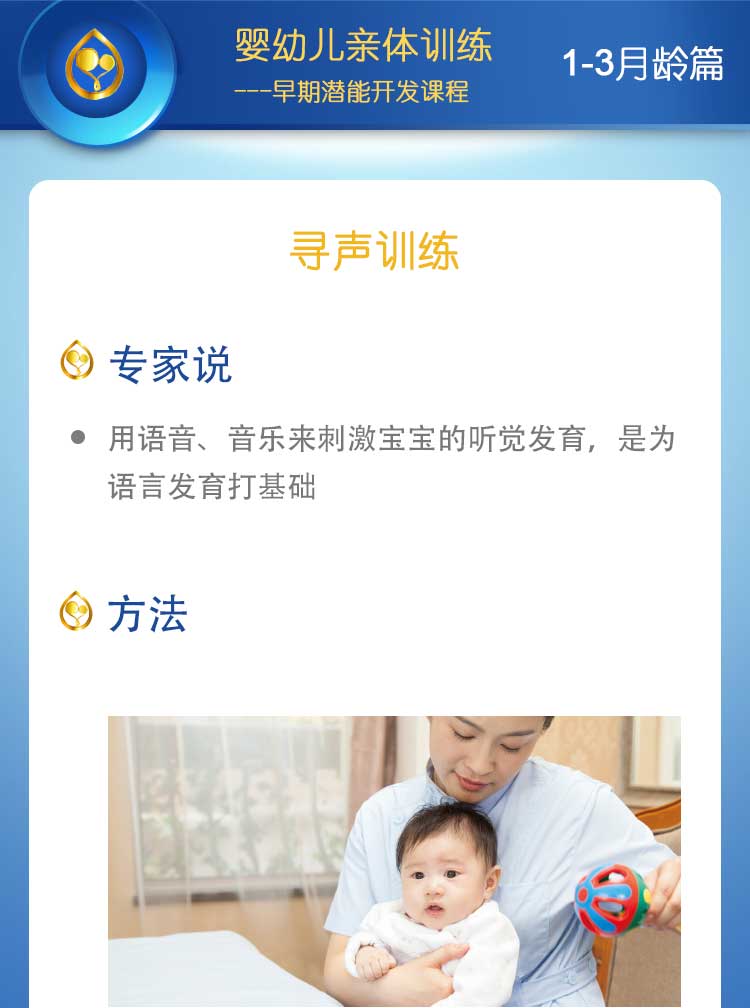 婴幼儿亲体训练
---早期潜能开发课程
1-3月龄篇
寻声训练
专家说
用语音、音乐来刺激宝宝的听觉发育，是为
语言发育打基础
方法